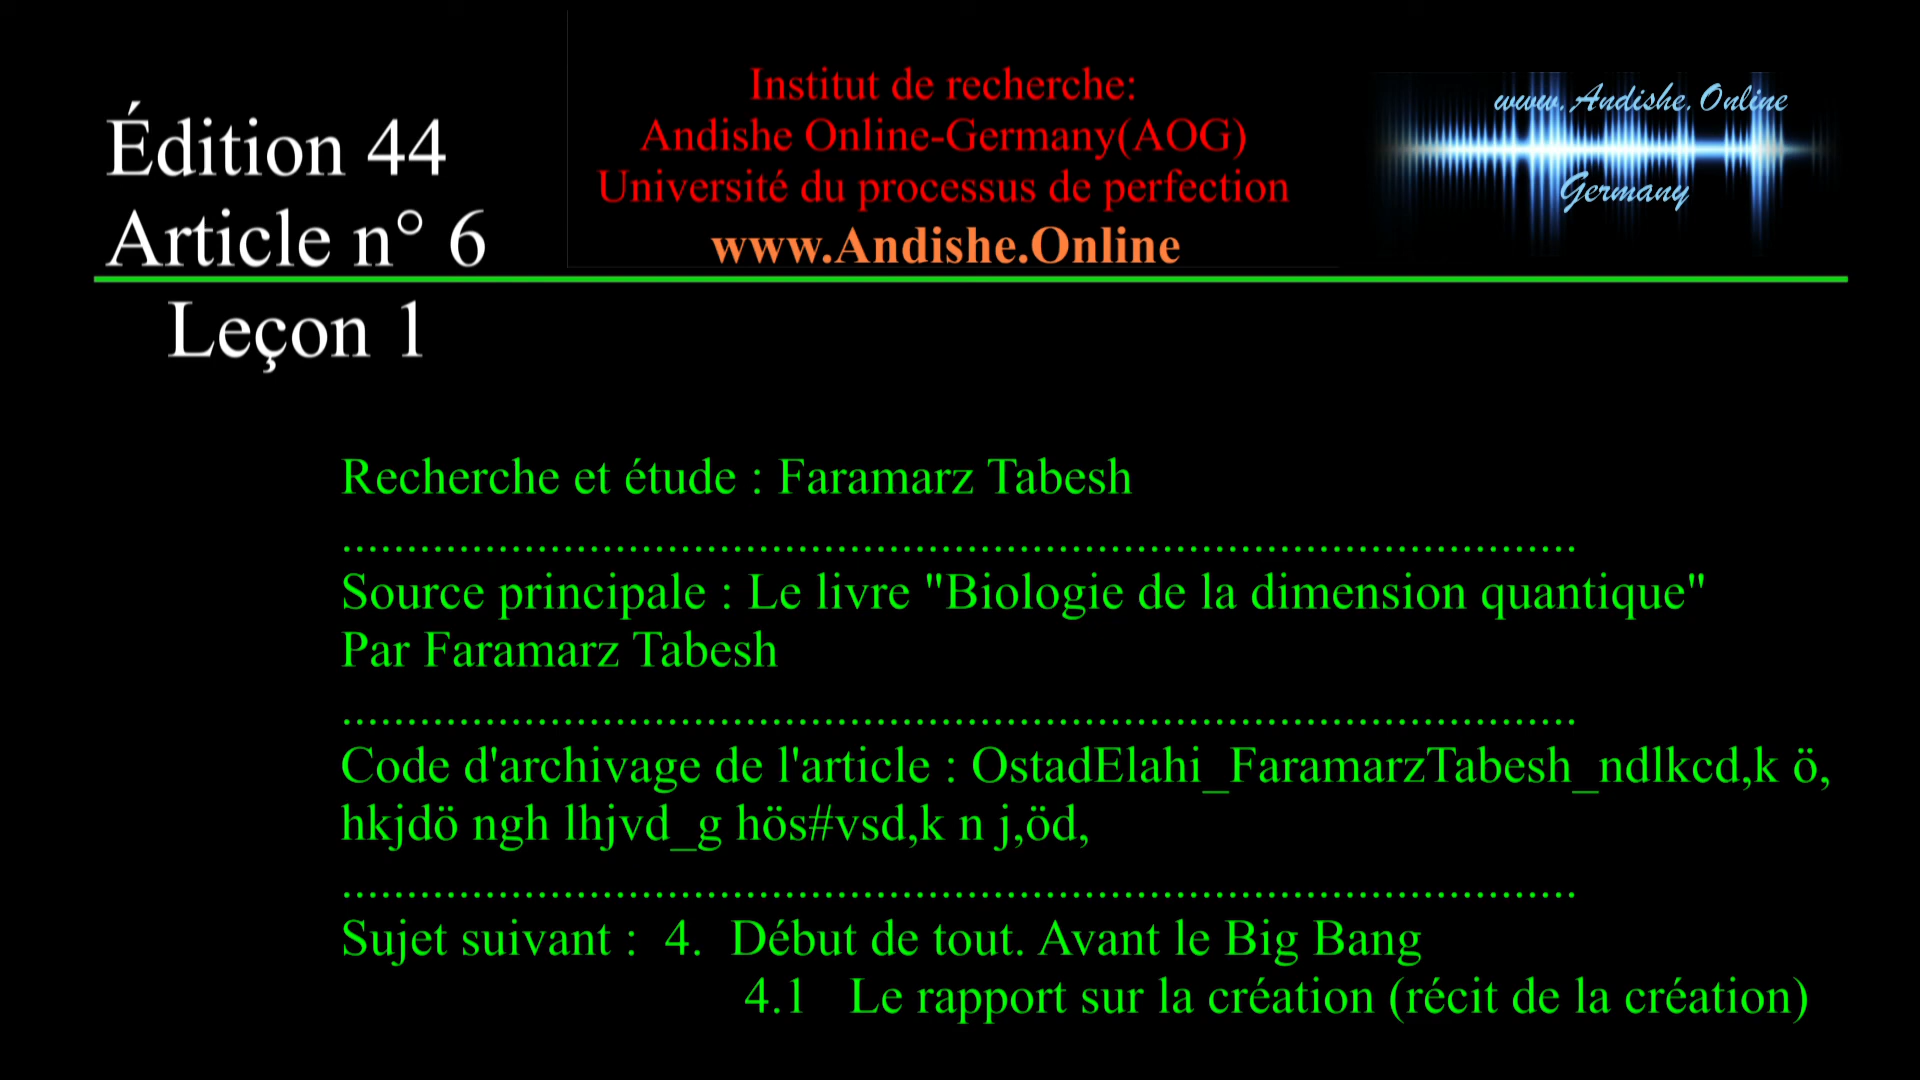 Édition 44
Article n° 6
Leçon 1
Institut de recherche:
Andishe Online-Germany(AOG)
Université du processus de perfection
www.Andishe.Online
www.Andishe.Online
Germany
Recherche et étude : Faramarz Tabesh
...............................................................................................
Source principale : Le livre "Biologie de la dimension quantique"
Par Faramarz Tabesh
...............................................................................................
Code d'archivage de l'article : OstadElahi_FaramarzTabesh_ndlkcd,k ö,
hkjdö ngh lhjvd_g hös#vsd,k n j,öd,
...............................................................................................
Sujet suivant : 4. Début de tout. Avant le Big Bang
4.1 Le rapport sur la création (récit de la création)